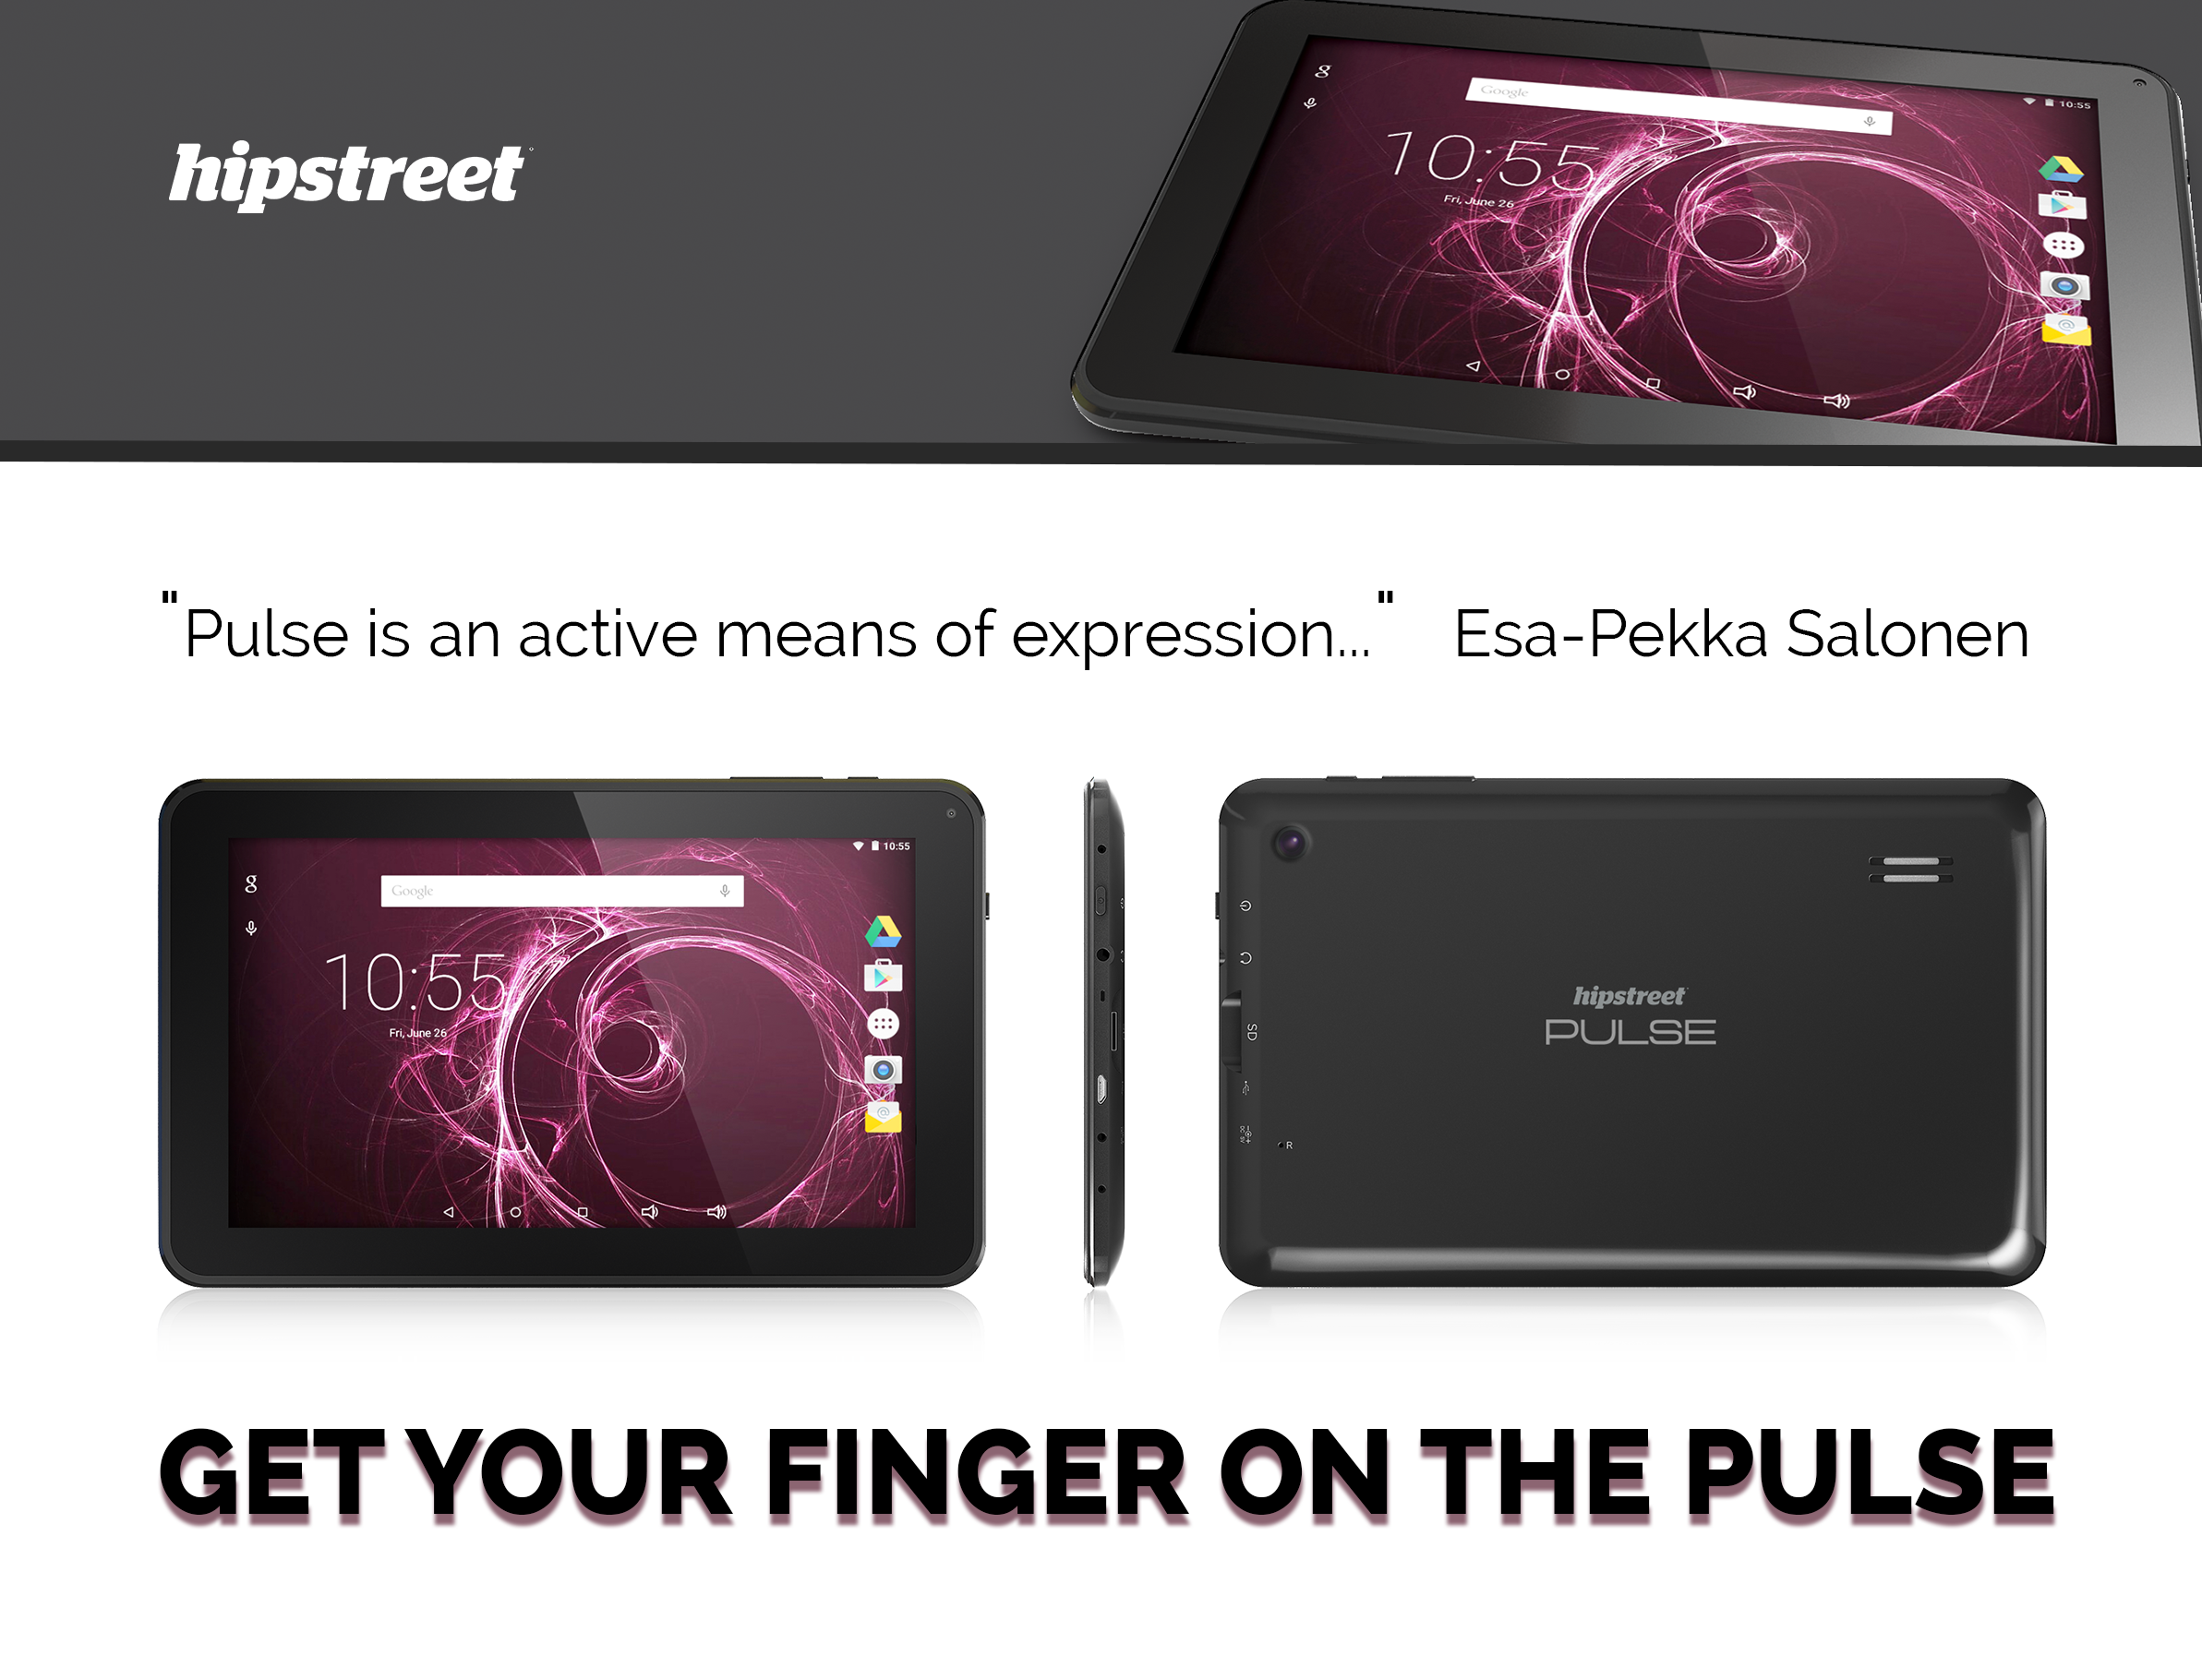 hipstreet
g
Google
10:55
10:55
Fri, June 26
"Pulse is an active means of expression..." Esa-Pekka Salonen
10:55
g
Google
10:55
Fri, June 26
hipstreet
PULSE
SD
R
GET YOUR FINGER ON THE PULSE